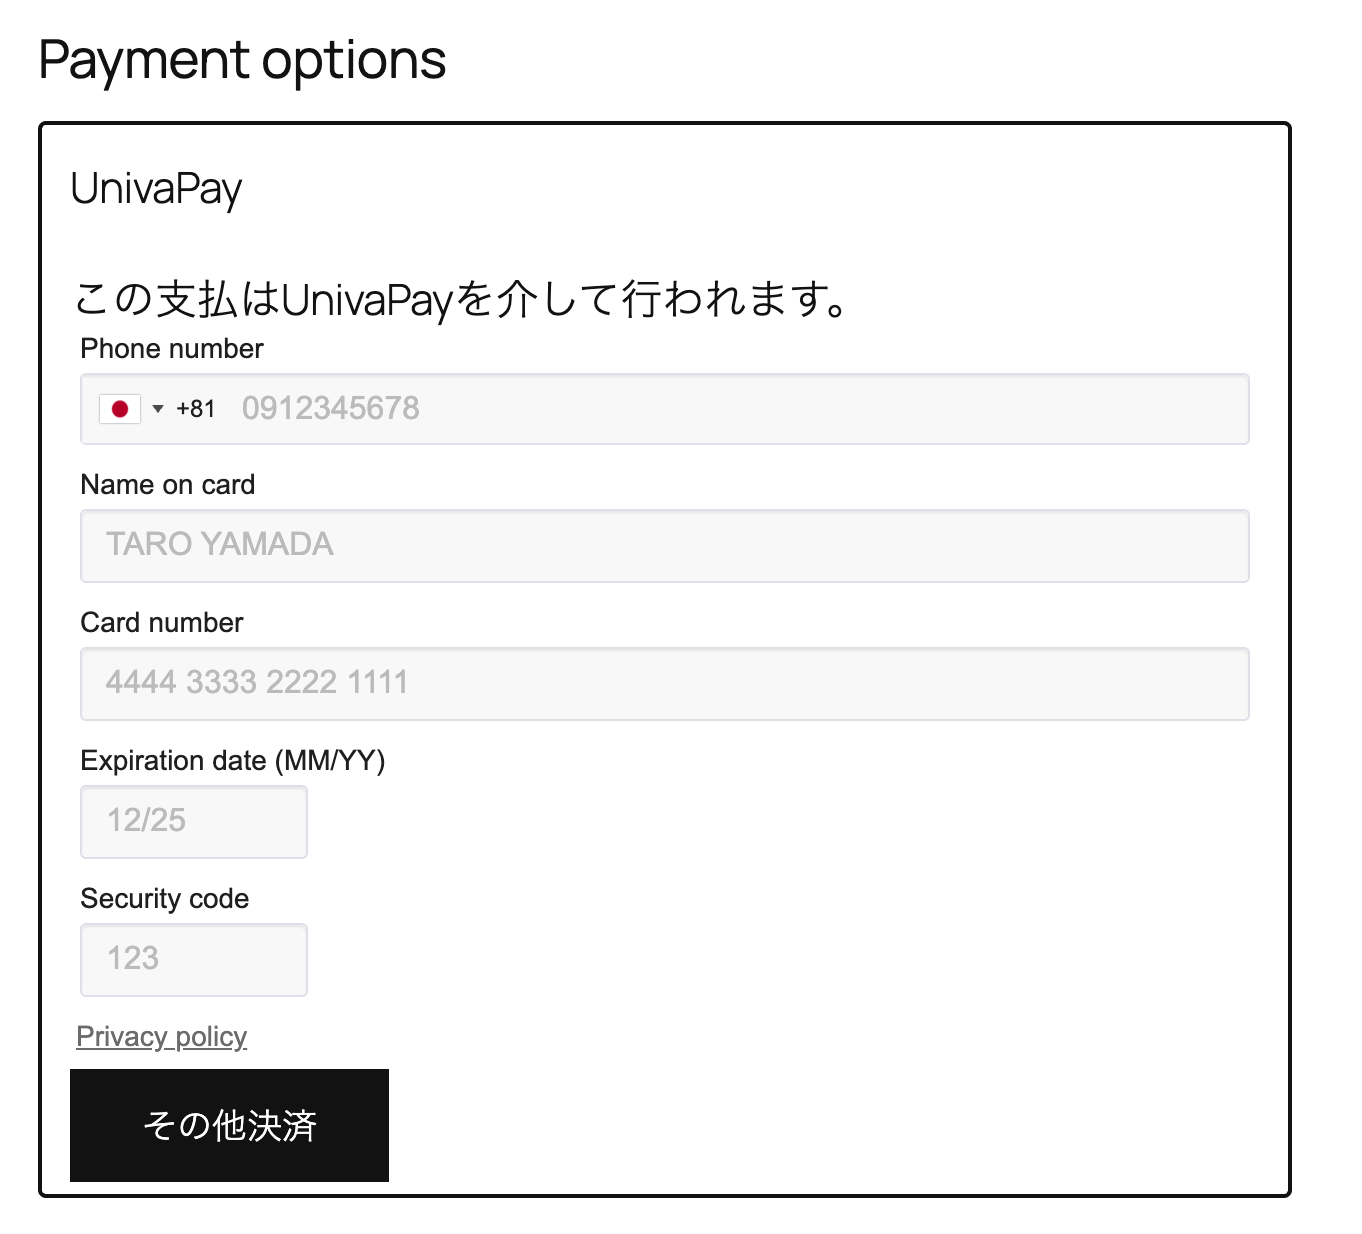 Payment options
UnivaPay
この支払はUnivaPayを介して行われます。
Phone number
+81 0912345678
Name on card
TARO YAMADA
Card number
4444 3333 2222 1111
Expiration date (MM/YY)
12/25
Security code
123
Privacy policy
その他決済